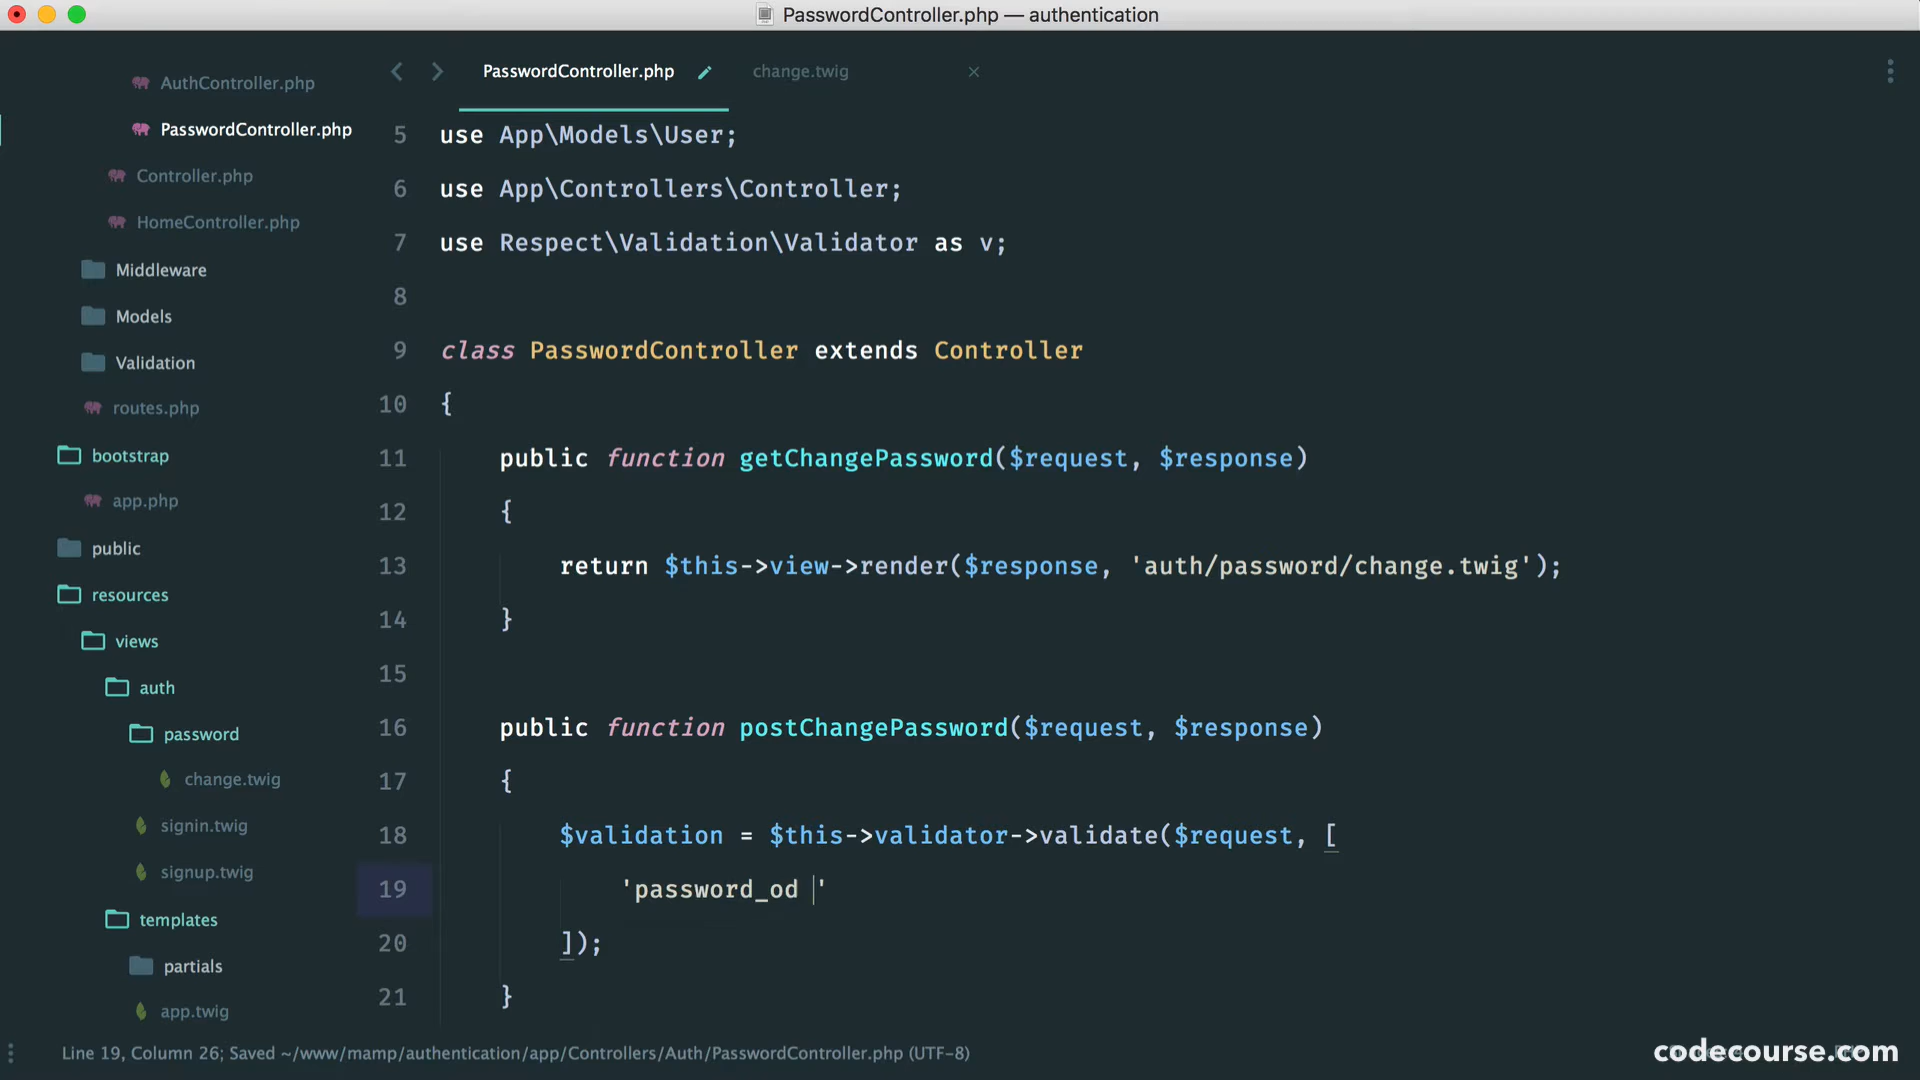 PasswordController.php — authentication
AuthController.php
PasswordController.php
Controller.php
HomeController.php
Middleware
Models
Validation
routes.php
bootstrap
app.php
public
resources
views
auth
password
change.twig
signin.twig
signup.twig
templates
partials
app.twig
PasswordController.php
change.twig
5 use App\Models\User;
6 use App\Controllers\Controller;
7 use Respect\Validation\Validator as v;
8
9 class PasswordController extends Controller
10 {
11 public function getChangePassword($request, $response)
12 {
13 return $this->view->render($response, 'auth/password/change.twig');
14 }
15
16 public function postChangePassword($request, $response)
17 {
18 $validation = $this->validator->validate($request, [
19 'password_od '
20 ]);
21 }
Line 19, Column 26; Saved ~/www/mamp/authentication/app/Controllers/Auth/PasswordController.php (UTF-8)
codecourse.com